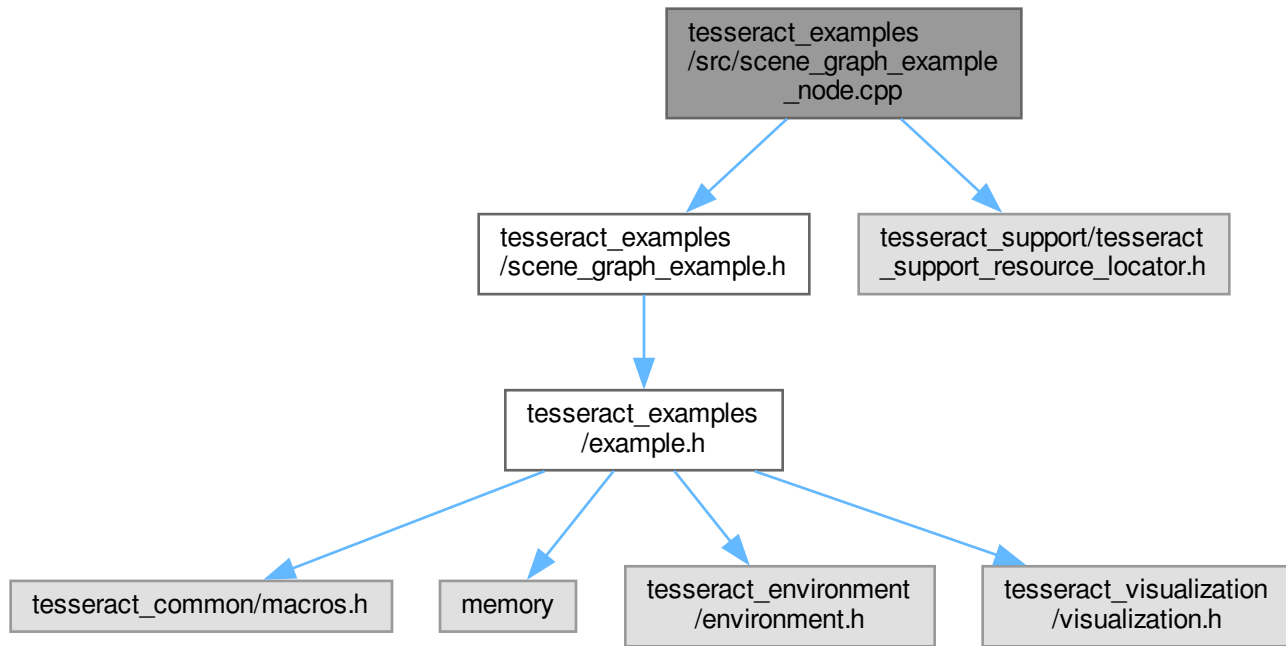 tesseract_examples
/src/scene_graph_example
_node.cpp
tesseract_examples
/scene_graph_example.h
tesseract_support/tesseract
_support_resource_locator.h
tesseract_examples
/example.h
tesseract_common/macros.h
memory
tesseract_environment
/environment.h
tesseract_visualization
/visualization.h